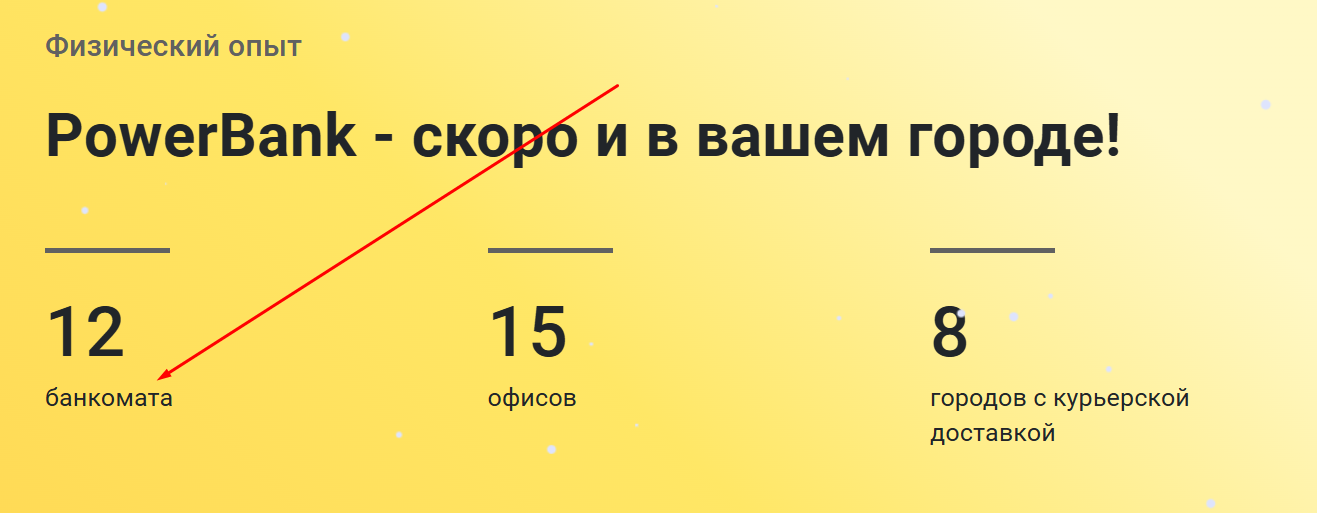 Физический опыт
PowerBank - скоро и в вашем городе!
12
банкомата
15
офисов
8
городов с курьерской
доставкой